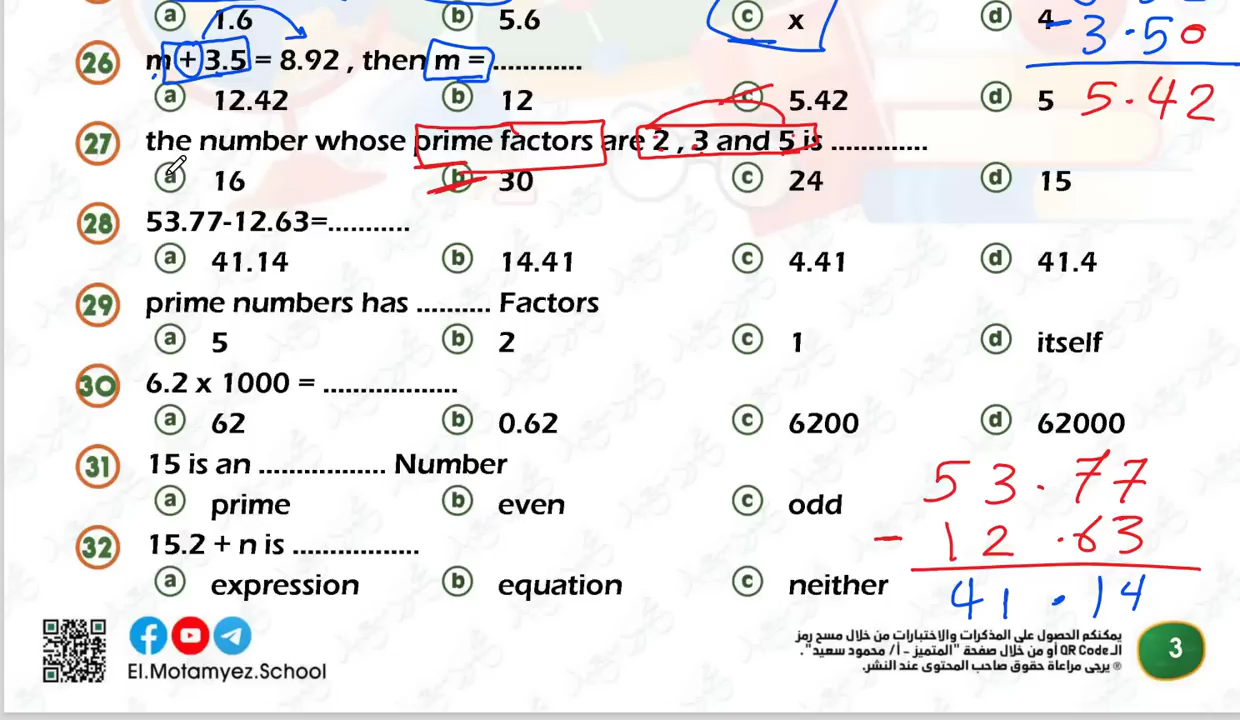 a 1.6 b 5.6 c x d 4
- 3.50
26 m + 3.5 = 8.92 , then m = ............
a 12.42 b 12 c 5.42 d 5
5.42
27 the number whose prime factors are 2 , 3 and 5 is .............
a 16 b 30 c 24 d 15
28 53.77-12.63=...........
a 41.14 b 14.41 c 4.41 d 41.4
29 prime numbers has .......... Factors
a 5 b 2 c 1 d itself
30 6.2 x 1000 = ..................
a 62 b 0.62 c 6200 d 62000
31 15 is an ................. Number
a prime b even c odd
53.77
- 12.63
41.14
32 15.2 + n is .................
a expression b equation c neither
El.Motamyez.School
يمكنكم الحصول على المذكرات والاختبارات من خلال مسح رمز
الـ QR Code أو من خلال صفحة "المتميز - أ/ محمود سعيد".
® يرجى مراعاة حقوق صاحب المحتوى عند النشر.
3